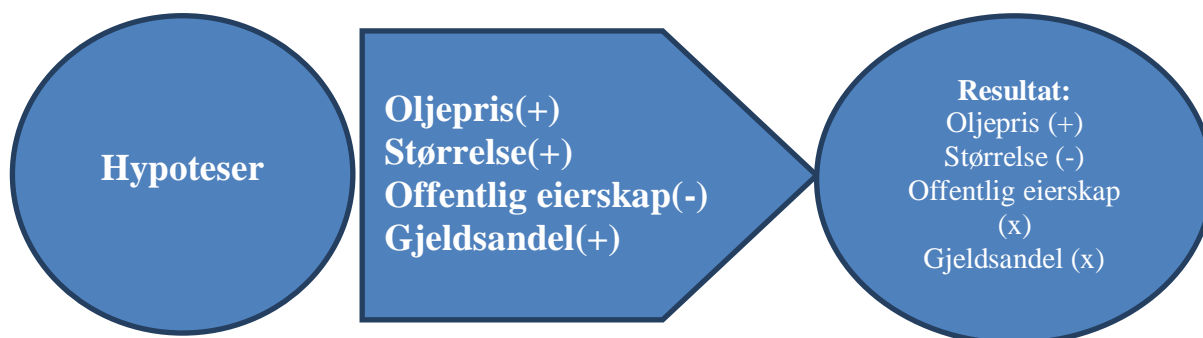 Hypoteser
Oljepris(+)
Størrelse(+)
Offentlig eierskap(-)
Gjeldsandel(+)
Resultat:
Oljepris (+)
Størrelse (-)
Offentlig eierskap
(x)
Gjeldsandel (x)